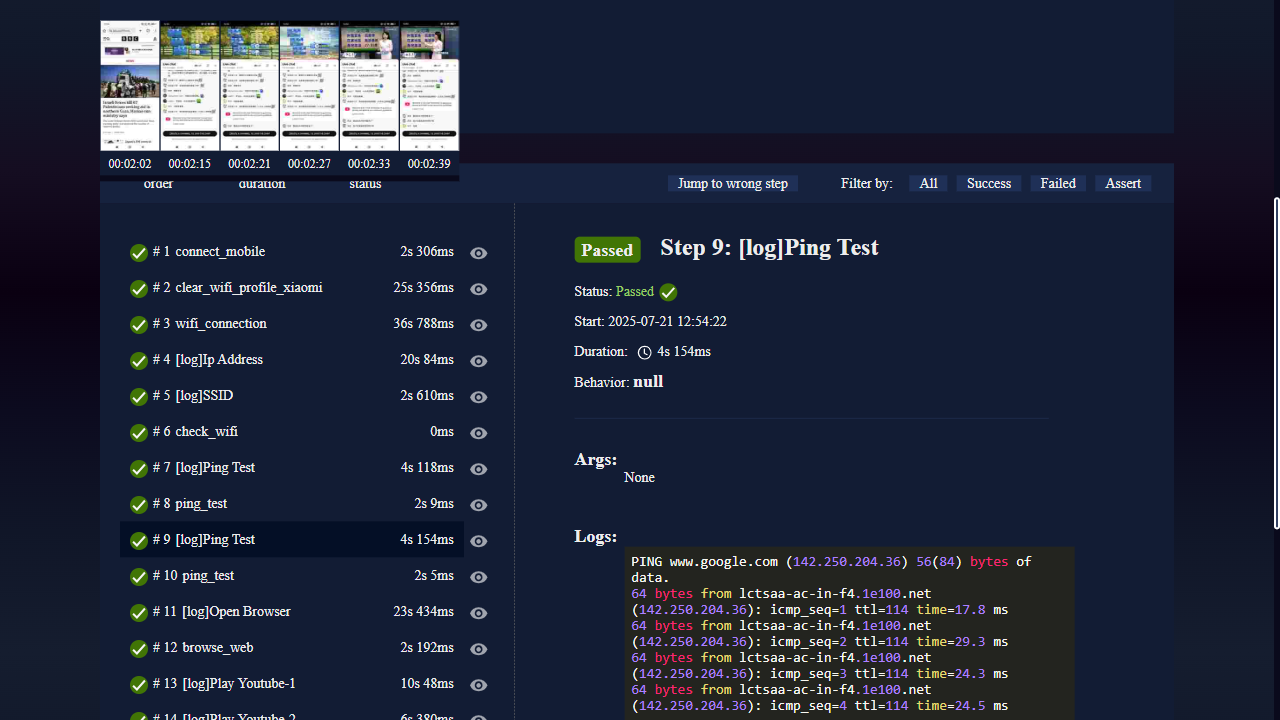 BBC
Live chat
Live chat
Live chat
Live chat
Live chat
00:02:02 00:02:15 00:02:21 00:02:27 00:02:33 00:02:39
order duration status
Jump to wrong step Filter by: All Success Failed Assert
# 1 connect_mobile 2s 306ms
# 2 clear_wifi_profile_xiaomi 25s 356ms
# 3 wifi_connection 36s 788ms
# 4 [log]Ip Address 20s 84ms
# 5 [log]SSID 2s 610ms
# 6 check_wifi 0ms
# 7 [log]Ping Test 4s 118ms
# 8 ping_test 2s 9ms
# 9 [log]Ping Test 4s 154ms
# 10 ping_test 2s 5ms
# 11 [log]Open Browser 23s 434ms
# 12 browse_web 2s 192ms
# 13 [log]Play Youtube-1 10s 48ms
# 14 [log]Play Youtube-2 6s 380ms
Passed Step 9: [log]Ping Test
Status: Passed
Start: 2025-07-21 12:54:22
Duration: 4s 154ms
Behavior: null
Args:
None
Logs:
PING www.google.com (142.250.204.36) 56(84) bytes of
data.
64 bytes from lctsaa-ac-in-f4.1e100.net
(142.250.204.36): icmp_seq=1 ttl=114 time=17.8 ms
64 bytes from lctsaa-ac-in-f4.1e100.net
(142.250.204.36): icmp_seq=2 ttl=114 time=29.3 ms
64 bytes from lctsaa-ac-in-f4.1e100.net
(142.250.204.36): icmp_seq=3 ttl=114 time=24.3 ms
64 bytes from lctsaa-ac-in-f4.1e100.net
(142.250.204.36): icmp_seq=4 ttl=114 time=24.5 ms